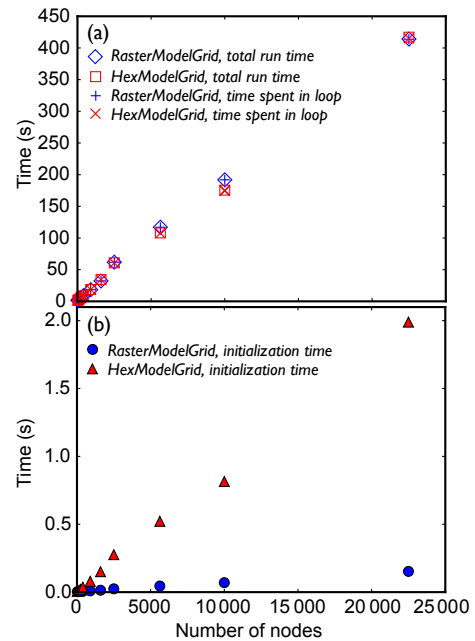 450
(a)
RasterModelGrid, total run time
400
HexModelGrid, total run time
350
RasterModelGrid, time spent in loop
HexModelGrid, time spent in loop
300
250
Time (s)
200
150
100
50
0
2.0
(b)
RasterModelGrid, initialization time
HexModelGrid, initialization time
1.5
Time (s)
1.0
0.5
0.0
0 5000 10 000 15 000 20 000 25 000
Number of nodes